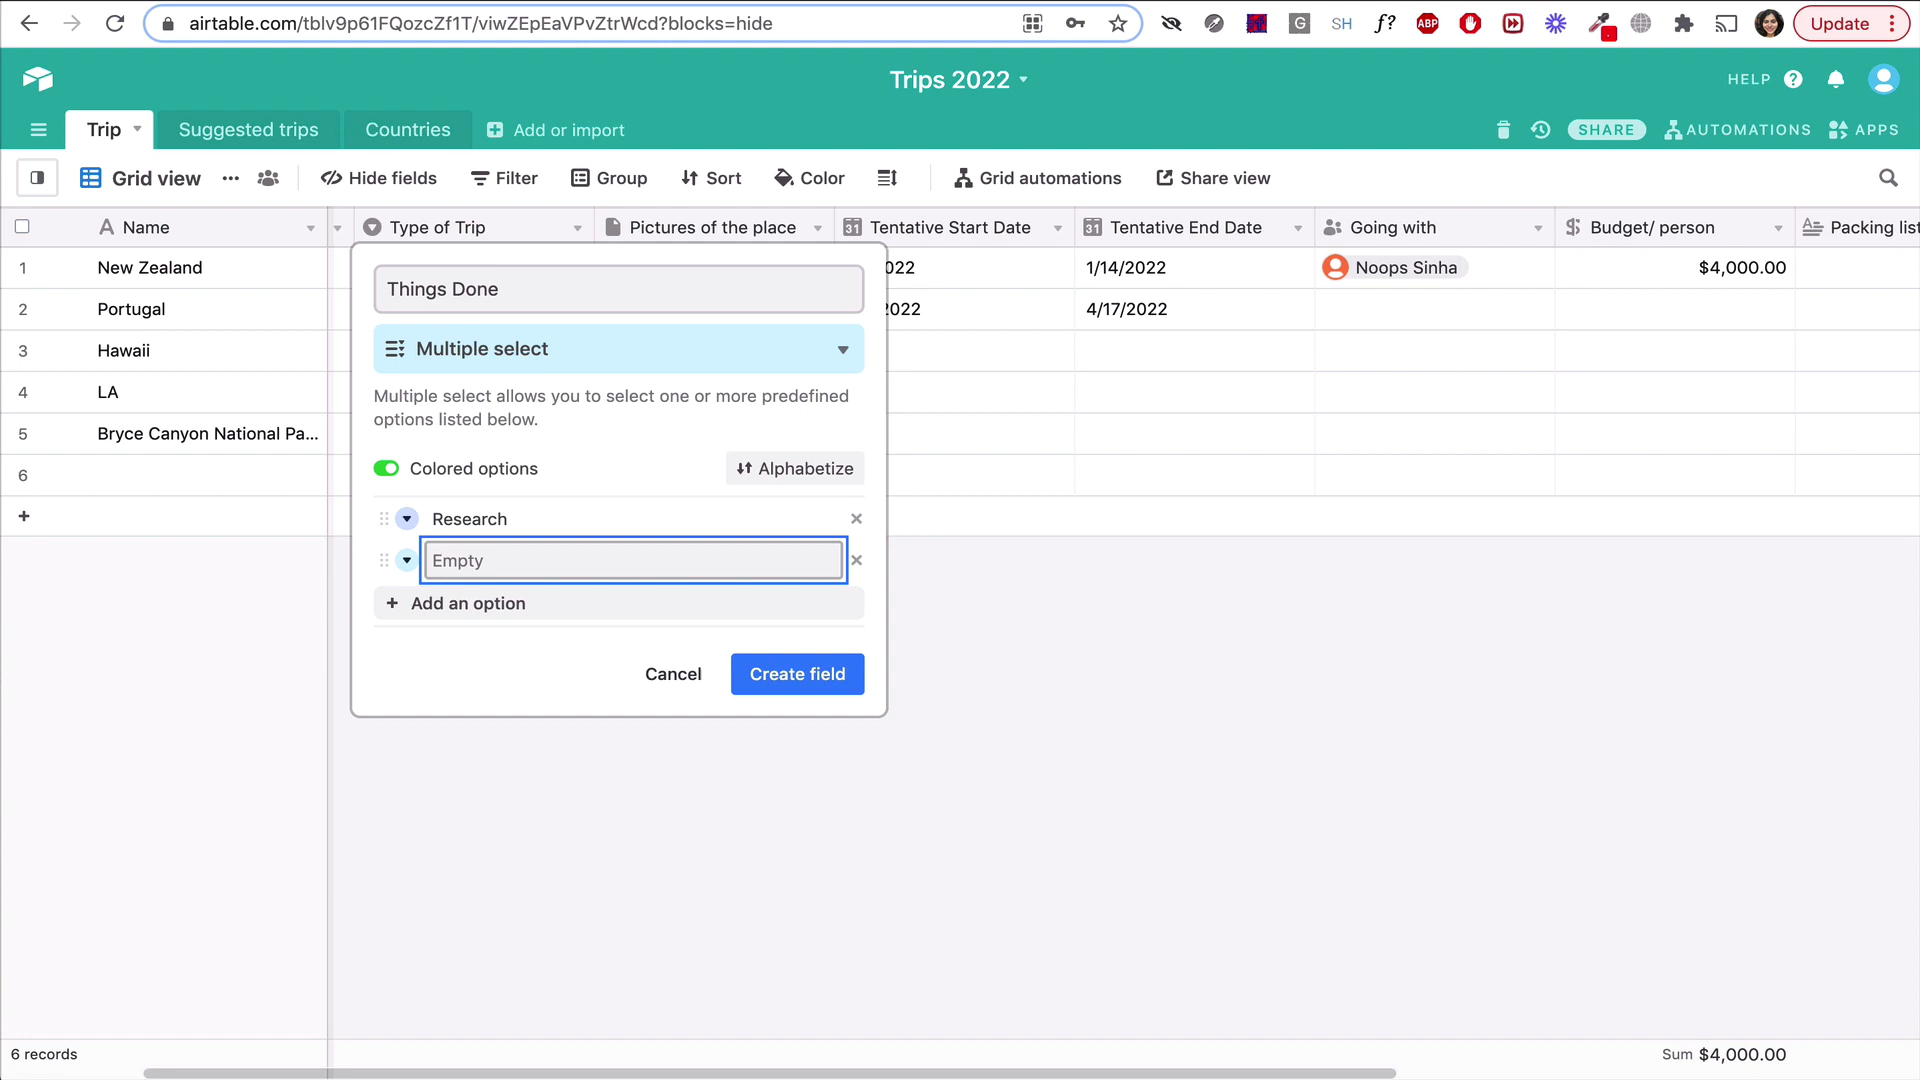 airtable.com/tblv9p61FQozcZf1T/viwZEpEaVPvZtrWcd?blocks=hide
G
SH
f?
ABP
Update
Trips 2022
HELP
Trip
Suggested trips
Countries
Add or import
SHARE
AUTOMATIONS
APPS
Grid view
Hide fields
Filter
Group
Sort
Color
Grid automations
Share view
Name
Type of Trip
Pictures of the place
31 Tentative Start Date
31 Tentative End Date
Going with
Budget/ person
Packing list
1 New Zealand
022
1/14/2022
Noops Sinha
$4,000.00
2 Portugal
2022
4/17/2022
3 Hawaii
4 LA
5 Bryce Canyon National Pa...
6
Things Done
Multiple select
Multiple select allows you to select one or more predefined
options listed below.
Colored options
Alphabetize
Research
Empty
Add an option
Cancel
Create field
6 records
Sum $4,000.00